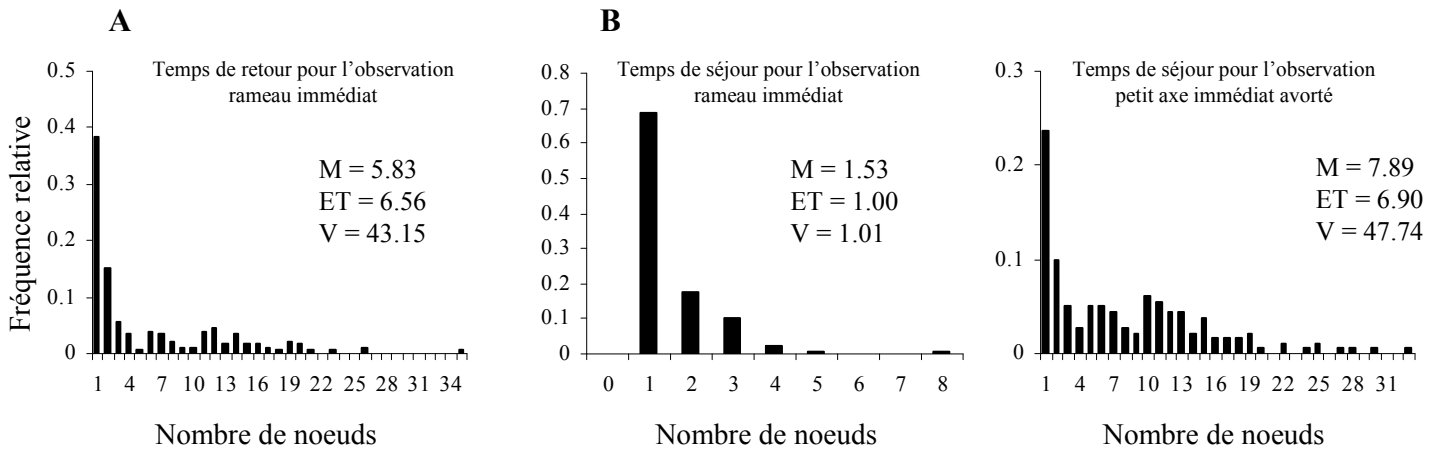 A
Temps de retour pour l'observation
rameau immédiat
M = 5.83
ET = 6.56
V = 43.15
Fréquence relative
0.5
0.4
0.3
0.2
0.1
0
1 4 7 10 13 16 19 22 25 28 31 34
Nombre de noeuds
B
Temps de séjour pour l'observation
rameau immédiat
M = 1.53
ET = 1.00
V = 1.01
0.8
0.7
0.6
0.5
0.4
0.3
0.2
0.1
0
0 1 2 3 4 5 6 7 8
Nombre de noeuds
Temps de séjour pour l'observation
petit axe immédiat avorté
M = 7.89
ET = 6.90
V = 47.74
0.3
0.2
0.1
0
1 4 7 10 13 16 19 22 25 28 31
Nombre de noeuds